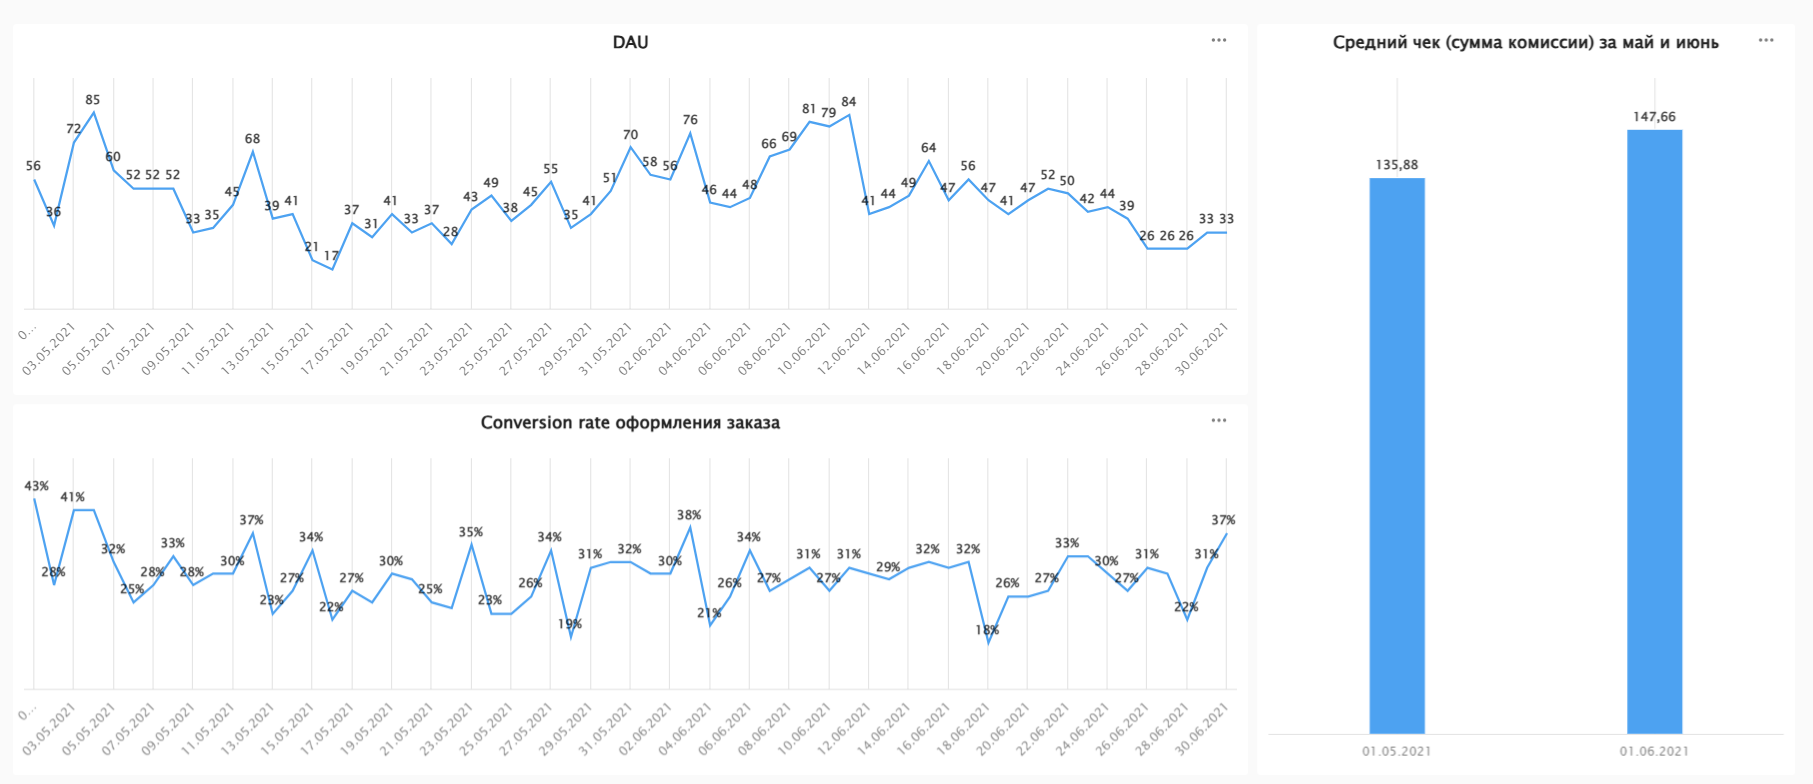 DAU
56 36 72 85 60 52 52 52 33 35 45 68 39 41 21 17 37 31 41 33 37 28 43 49 38 45 55 35 41 51 70 58 56 76 46 44 48 66 69 81 79 84 41 44 49 64 47 56 47 41 47 52 50 42 44 39 26 26 26 33 33
0... 03.05.2021 05.05.2021 07.05.2021 09.05.2021 11.05.2021 13.05.2021 15.05.2021 17.05.2021 19.05.2021 21.05.2021 23.05.2021 25.05.2021 27.05.2021 29.05.2021 31.05.2021 02.06.2021 04.06.2021 06.06.2021 08.06.2021 10.06.2021 12.06.2021 14.06.2021 16.06.2021 18.06.2021 20.06.2021 22.06.2021 24.06.2021 26.06.2021 28.06.2021 30.06.2021
Conversion rate оформления заказа
43% 28% 41% 32% 25% 28% 33% 28% 30% 37% 23% 27% 34% 22% 27% 30% 25% 35% 23% 26% 34% 19% 31% 32% 30% 38% 21% 26% 34% 27% 31% 27% 31% 29% 32% 32% 18% 26% 27% 33% 30% 27% 31% 22% 31% 37%
0... 03.05.2021 05.05.2021 07.05.2021 09.05.2021 11.05.2021 13.05.2021 15.05.2021 17.05.2021 19.05.2021 21.05.2021 23.05.2021 25.05.2021 27.05.2021 29.05.2021 31.05.2021 02.06.2021 04.06.2021 06.06.2021 08.06.2021 10.06.2021 12.06.2021 14.06.2021 16.06.2021 18.06.2021 20.06.2021 22.06.2021 24.06.2021 26.06.2021 28.06.2021 30.06.2021
Средний чек (сумма комиссии) за май и июнь
135,88 147,66
01.05.2021 01.06.2021